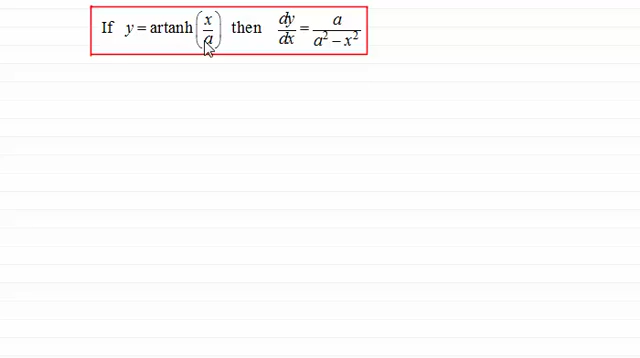 If y = artanh(x/a) then dy/dx = a/(a² − x²)